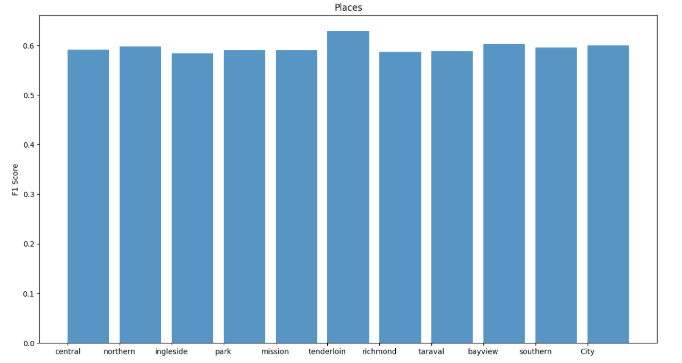 Places
F1 Score
0.6
0.5
0.4
0.3
0.2
0.1
0.0
central northern ingleside park mission tenderloin richmond taraval bayview southern City